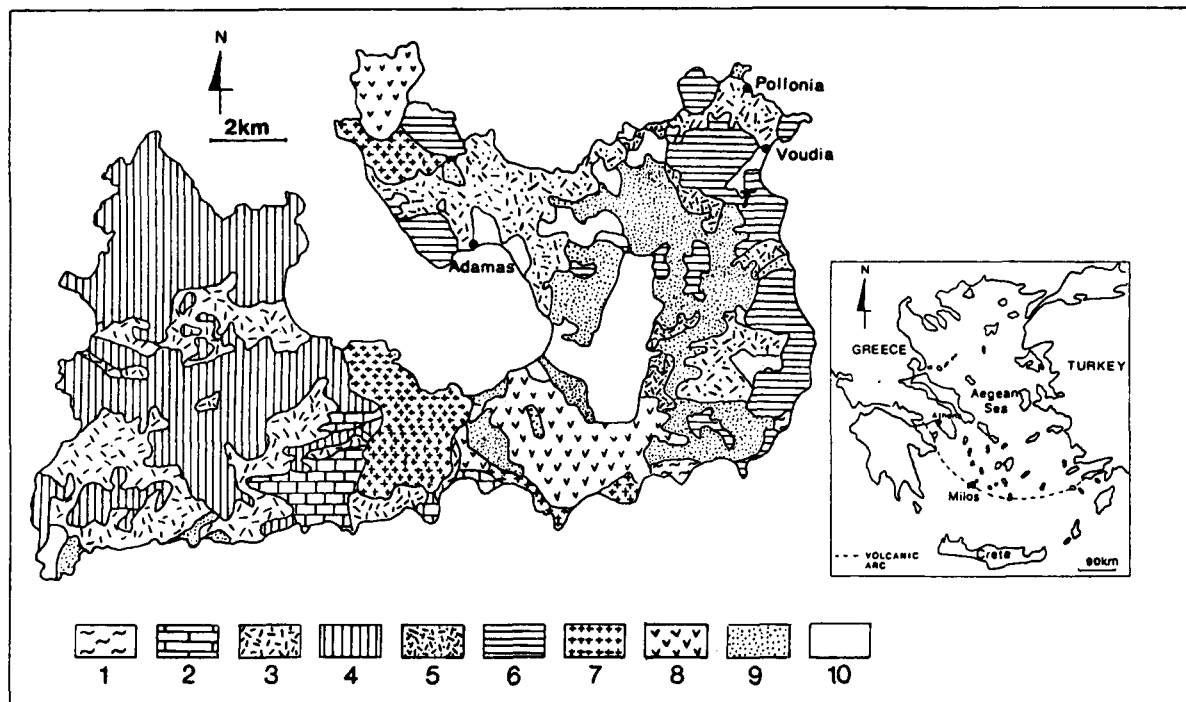 N
2km
Pollonia
Voudia
Adamas
N
GREECE
TURKEY
Aegean
Sea
Athens
Milos
Crete
---- VOLCANIC
ARC
90km
1 2 3 4 5 6 7 8 9 10